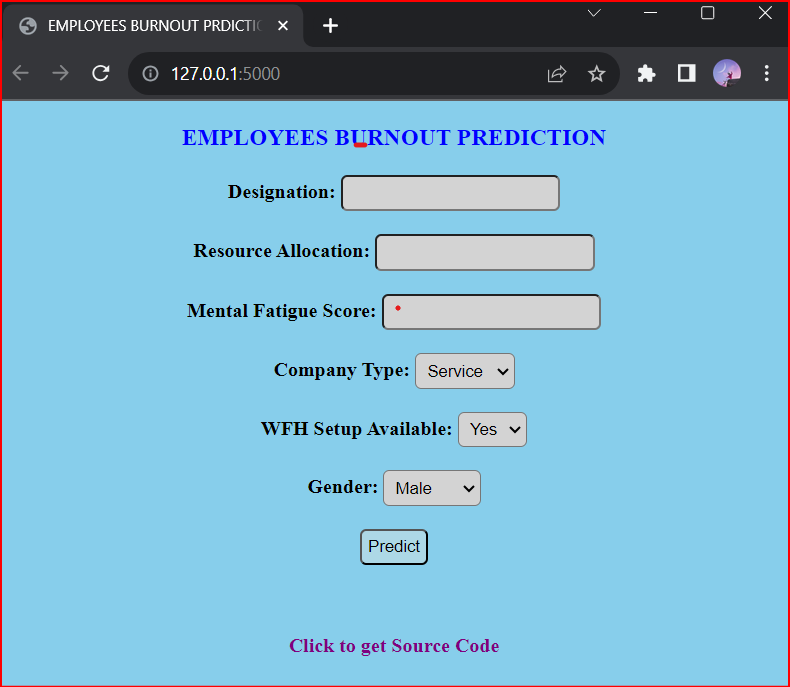 EMPLOYEES BURNOUT PRDICTI
127.0.0.1:5000
EMPLOYEES BURNOUT PREDICTION
Designation:
Resource Allocation:
Mental Fatigue Score:
Company Type: Service
WFH Setup Available: Yes
Gender: Male
Predict
Click to get Source Code